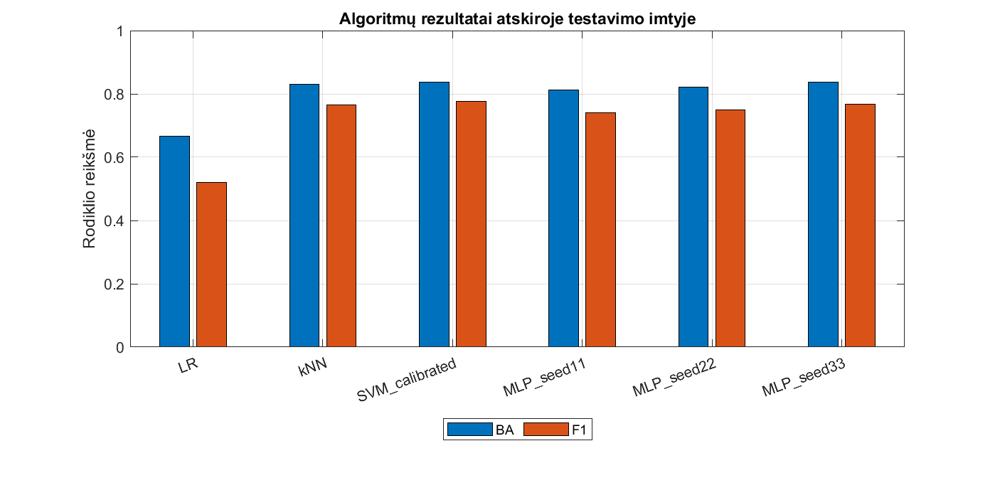 Algoritmų rezultatai atskiroje testavimo imtyje
Rodiklio reikšmė
1
0.8
0.6
0.4
0.2
0
LR
kNN
SVM_calibrated
MLP_seed11
MLP_seed22
MLP_seed33
BA
F1